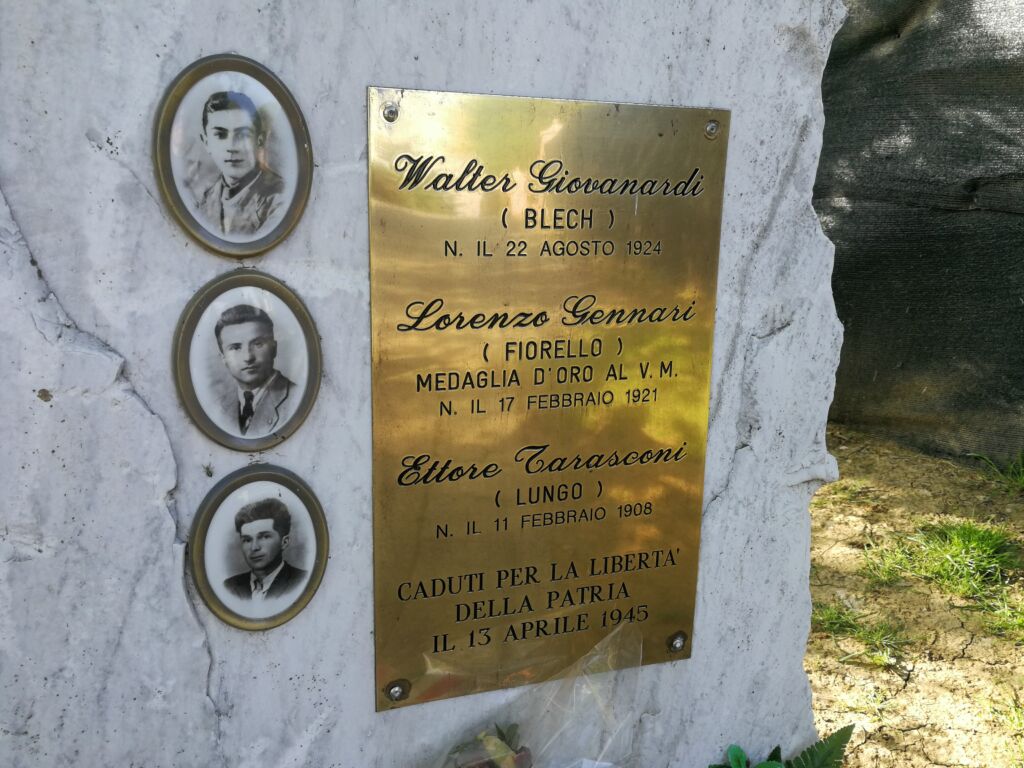 Walter Giovanardi
( BLECH )
N. IL 22 AGOSTO 1924
Lorenzo Gennari
( FIORELLO )
MEDAGLIA D'ORO AL V. M.
N. IL 17 FEBBRAIO 1921
Ettore Tarasconi
( LUNGO )
N. IL 11 FEBBRAIO 1908
CADUTI PER LA LIBERTA'
DELLA PATRIA
IL 13 APRILE 1945